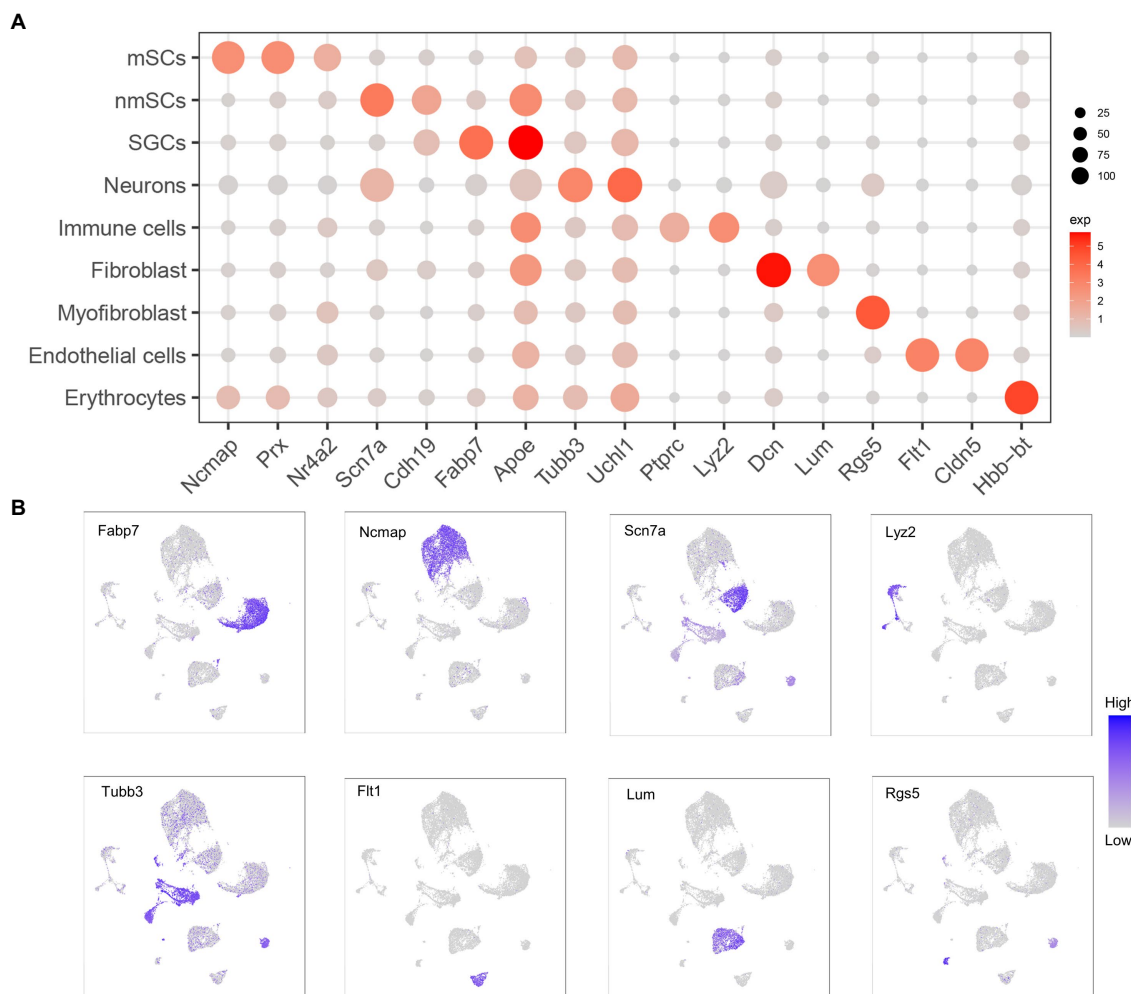 A
mSCs
nmSCs
SGCs
Neurons
Immune cells
Fibroblast
Myofibroblast
Endothelial cells
Erythrocytes
Ncmap
Prx
Nr4a2
Scn7a
Cdh19
Fabp7
Apoe
Tubb3
Uchl1
Ptprc
Lyz2
Dcn
Lum
Rgs5
Flt1
Cldn5
Hbb-bt
25
50
75
100
exp
5
4
3
2
1
B
Fabp7
Ncmap
Scn7a
Lyz2
High
Low
Tubb3
Flt1
Lum
Rgs5